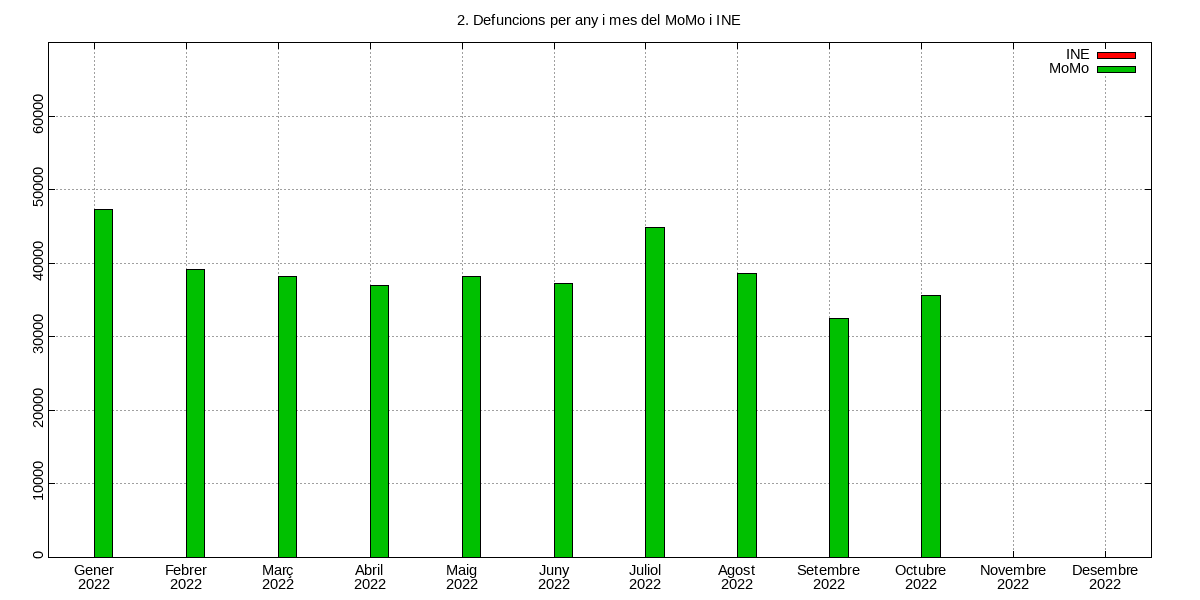 2. Defuncions per any i mes del MoMo i INE
INE
MoMo
60000
50000
40000
30000
20000
10000
0
Gener Febrer Març Abril Maig Juny Juliol Agost Setembre Octubre Novembre Desembre
2022 2022 2022 2022 2022 2022 2022 2022 2022 2022 2022 2022